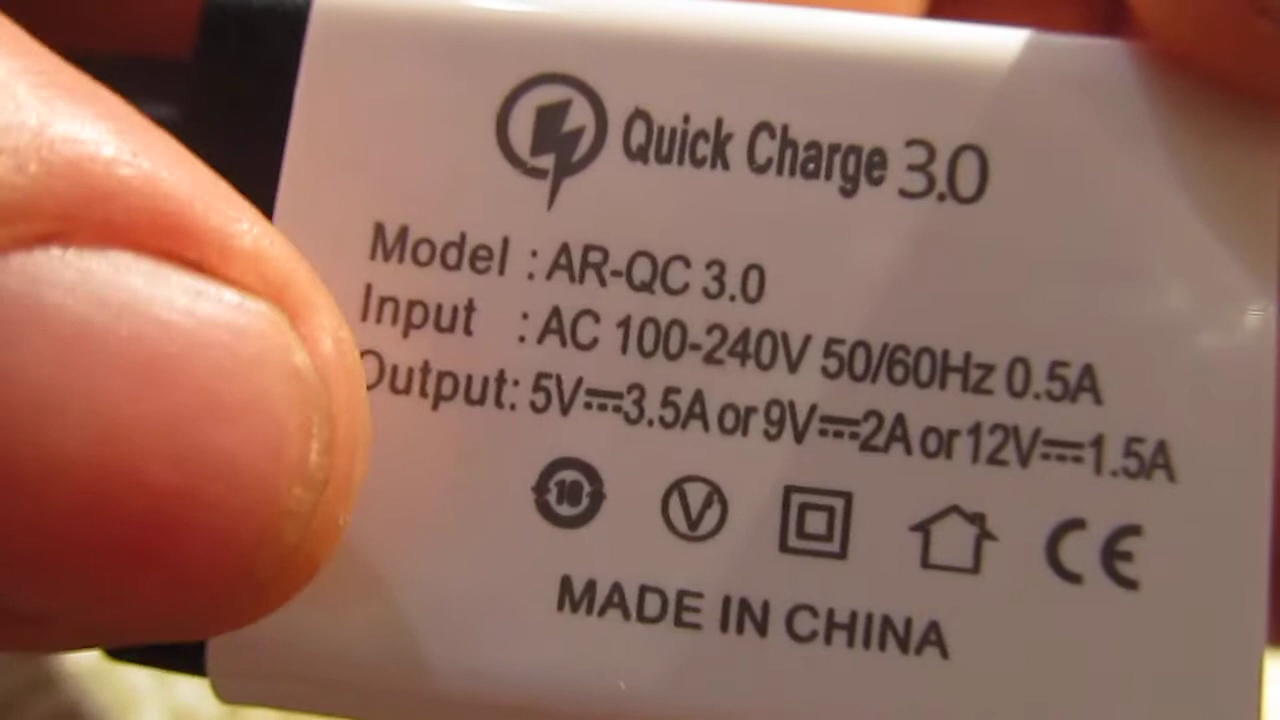 Quick Charge 3.0
Model : AR-QC 3.0
Input : AC 100-240V 50/60Hz 0.5A
Output: 5V⎓3.5A or 9V⎓2A or 12V⎓1.5A
10 V CE
MADE IN CHINA